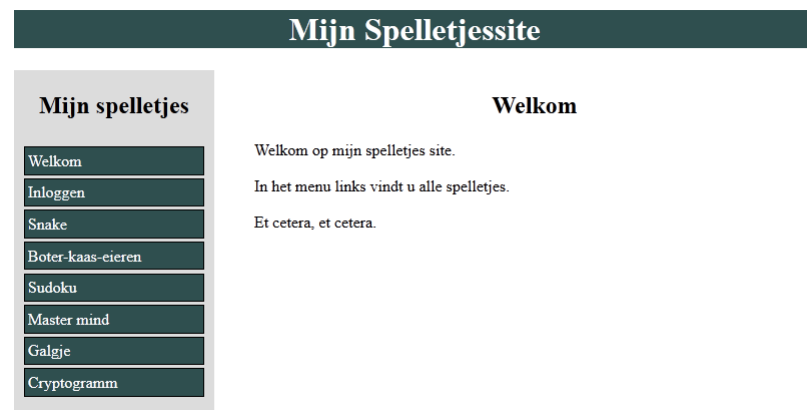 Mijn Spelletjessite
Mijn spelletjes
Welkom
Inloggen
Snake
Boter-kaas-eieren
Sudoku
Master mind
Galgje
Cryptogramm
Welkom
Welkom op mijn spelletjes site.
In het menu links vindt u alle spelletjes.
Et cetera, et cetera.